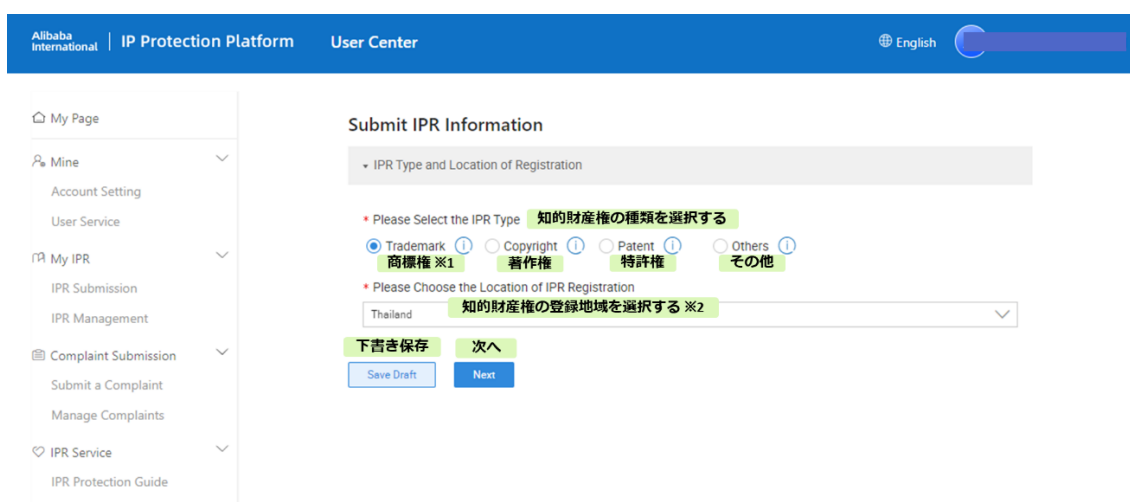 Alibaba International | IP Protection Platform User Center English
My Page
Mine
Account Setting
User Service
My IPR
IPR Submission
IPR Management
Complaint Submission
Submit a Complaint
Manage Complaints
IPR Service
IPR Protection Guide
Submit IPR Information
IPR Type and Location of Registration
* Please Select the IPR Type 知的財産権の種類を選択する
Trademark Copyright Patent Others
商標権 ※1 著作権 特許権 その他
* Please Choose the Location of IPR Registration
知的財産権の登録地域を選択する ※2
Thailand
下書き保存 次へ
Save Draft Next